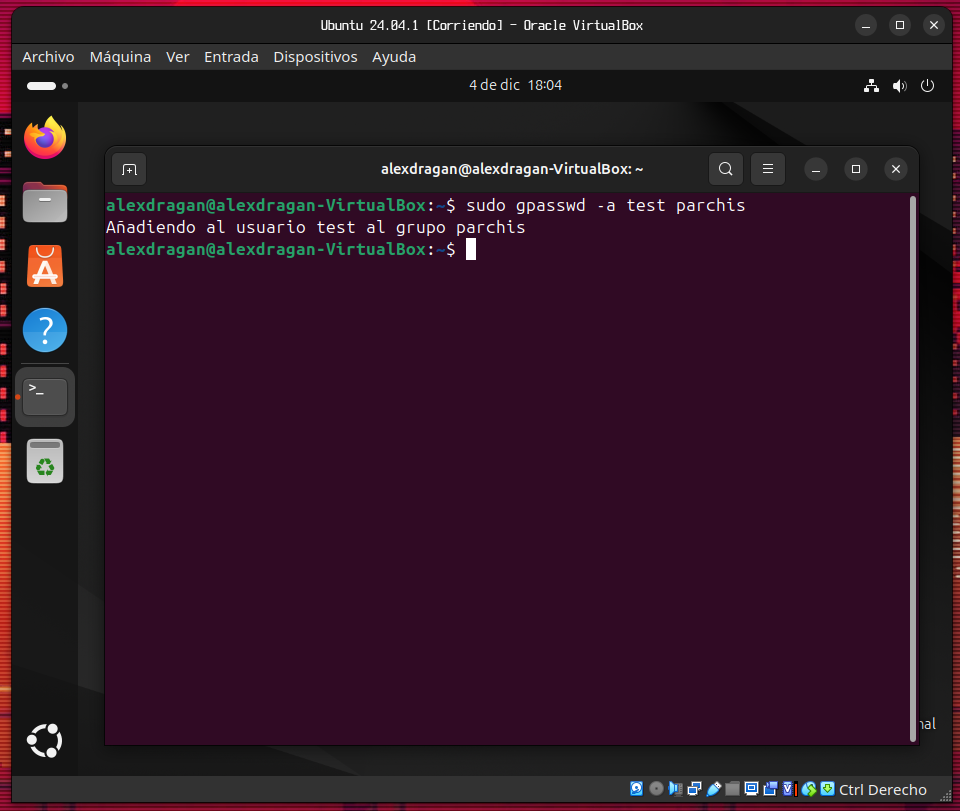 Ubuntu 24.04.1 [Corriendo] - Oracle VirtualBox
Archivo Máquina Ver Entrada Dispositivos Ayuda
4 de dic 18:04
alexdragan@alexdragan-VirtualBox: ~
alexdragan@alexdragan-VirtualBox:~$ sudo gpasswd -a test parchis
Añadiendo al usuario test al grupo parchis
alexdragan@alexdragan-VirtualBox:~$
>_
?
nal
Ctrl Derecho